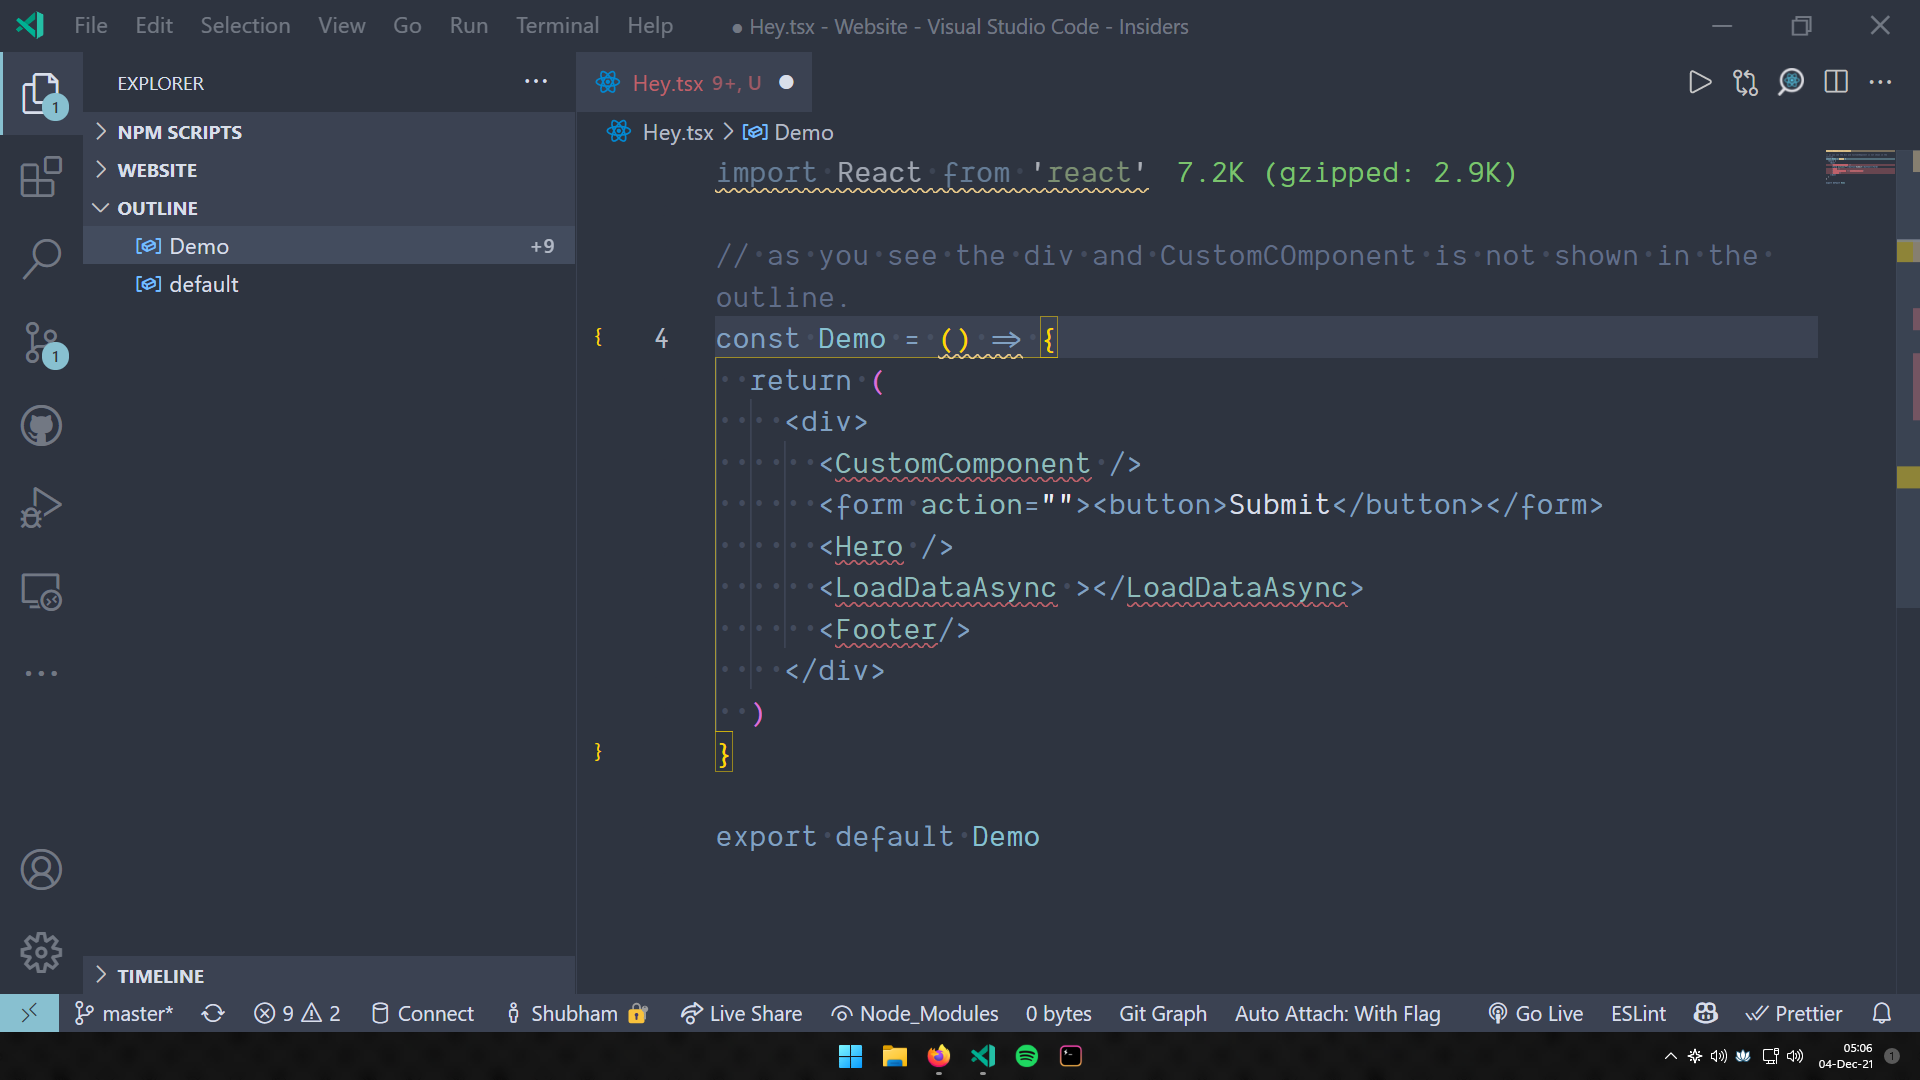 File Edit Selection View Go Run Terminal Help ● Hey.tsx - Website - Visual Studio Code - Insiders
EXPLORER
Hey.tsx 9+, U
1
NPM SCRIPTS
WEBSITE
OUTLINE
Demo +9
default
1
Hey.tsx > Demo
import React from 'react' 7.2K (gzipped: 2.9K)
// as you see the div and CustomCOmponent is not shown in the
outline.
{ 4 const Demo = () => {
return (
<div>
<CustomComponent />
<form action=""><button>Submit</button></form>
<Hero />
<LoadDataAsync ></LoadDataAsync>
<Footer/>
</div>
)
} }
export default Demo
TIMELINE
master* 9 2 Connect Shubham Live Share Node_Modules 0 bytes Git Graph Auto Attach: With Flag Go Live ESLint Prettier
05:06
04-Dec-21
1